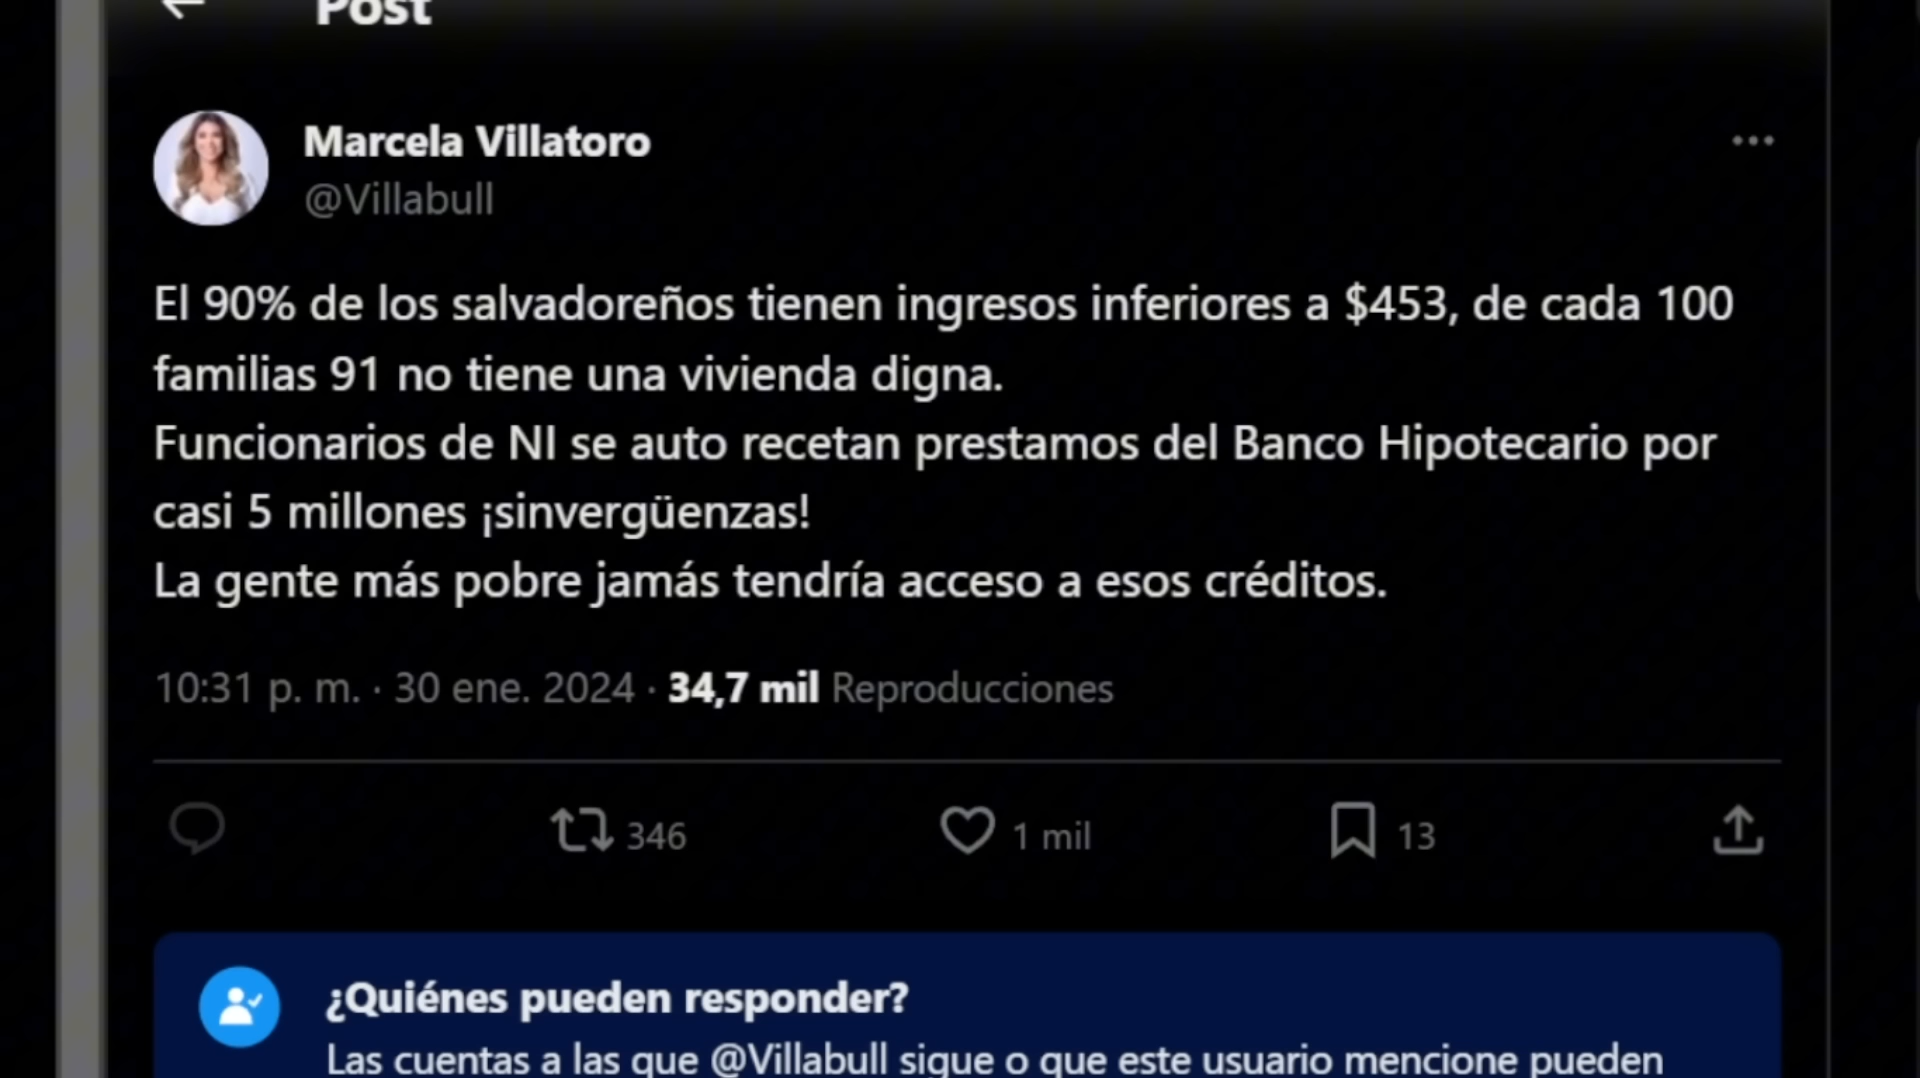 Post
Marcela Villatoro
@Villabull
El 90% de los salvadoreños tienen ingresos inferiores a $453, de cada 100
familias 91 no tiene una vivienda digna.
Funcionarios de NI se auto recetan prestamos del Banco Hipotecario por
casi 5 millones ¡sinvergüenzas!
La gente más pobre jamás tendría acceso a esos créditos.
10:31 p. m. · 30 ene. 2024 · 34,7 mil Reproducciones
346 1 mil 13
¿Quiénes pueden responder?
Las cuentas a las que @Villabull sigue o que este usuario mencione pueden